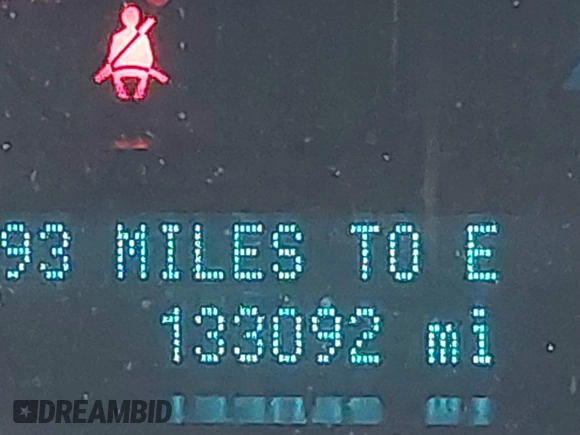 93 MILES TO E
133092 mi
DREAMBID